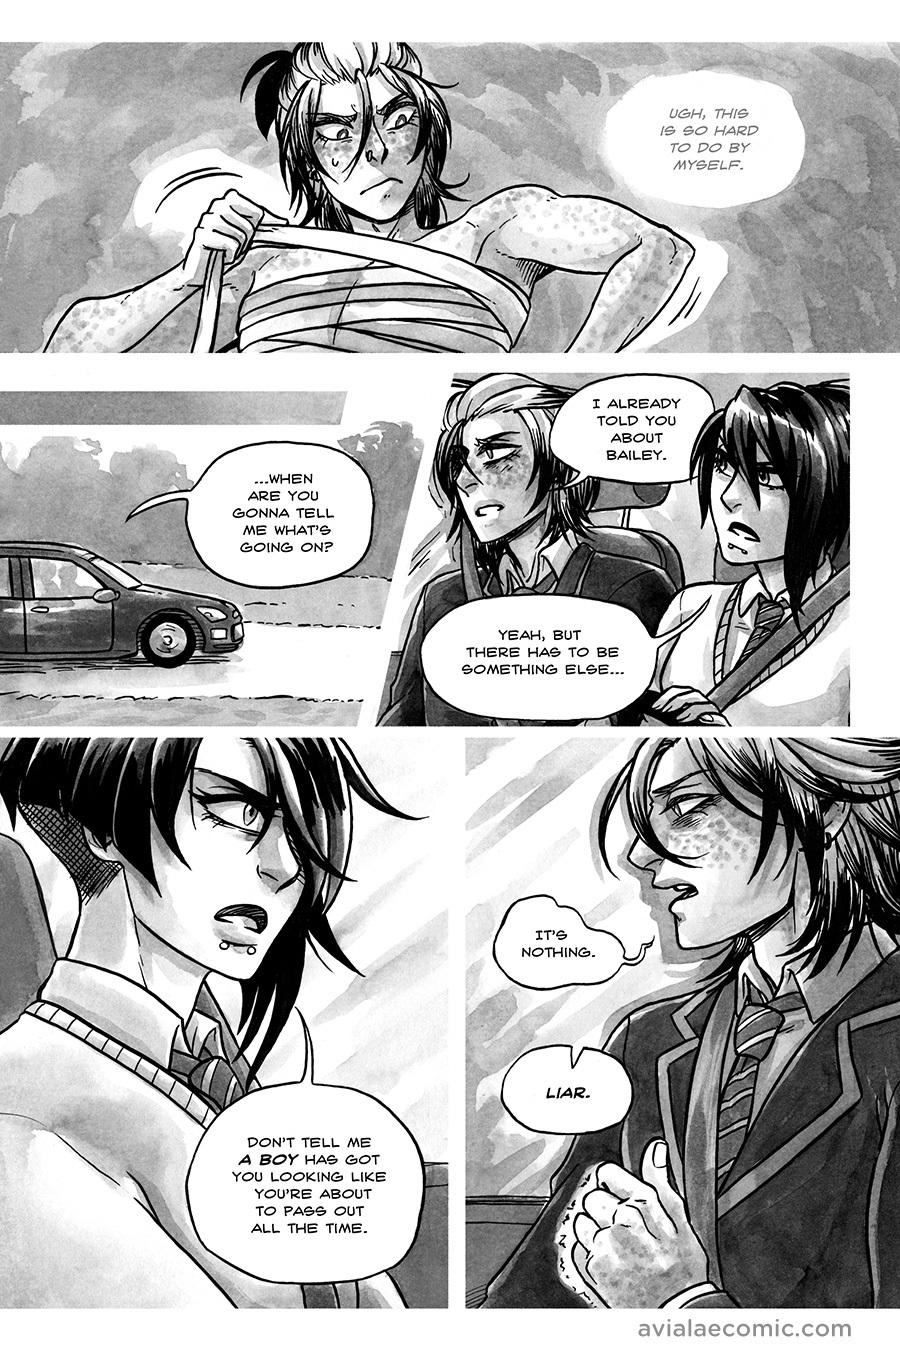 UGH, THIS
IS SO HARD
TO DO BY
MYSELF.
...WHEN
ARE YOU
GONNA TELL
ME WHAT'S
GOING ON?
I ALREADY
TOLD YOU
ABOUT
BAILEY.
YEAH, BUT
THERE HAS TO BE
SOMETHING ELSE...
DON'T TELL ME
A BOY HAS GOT
YOU LOOKING LIKE
YOU'RE ABOUT
TO PASS OUT
ALL THE TIME.
IT'S
NOTHING.
LIAR.
avialaecomic.com